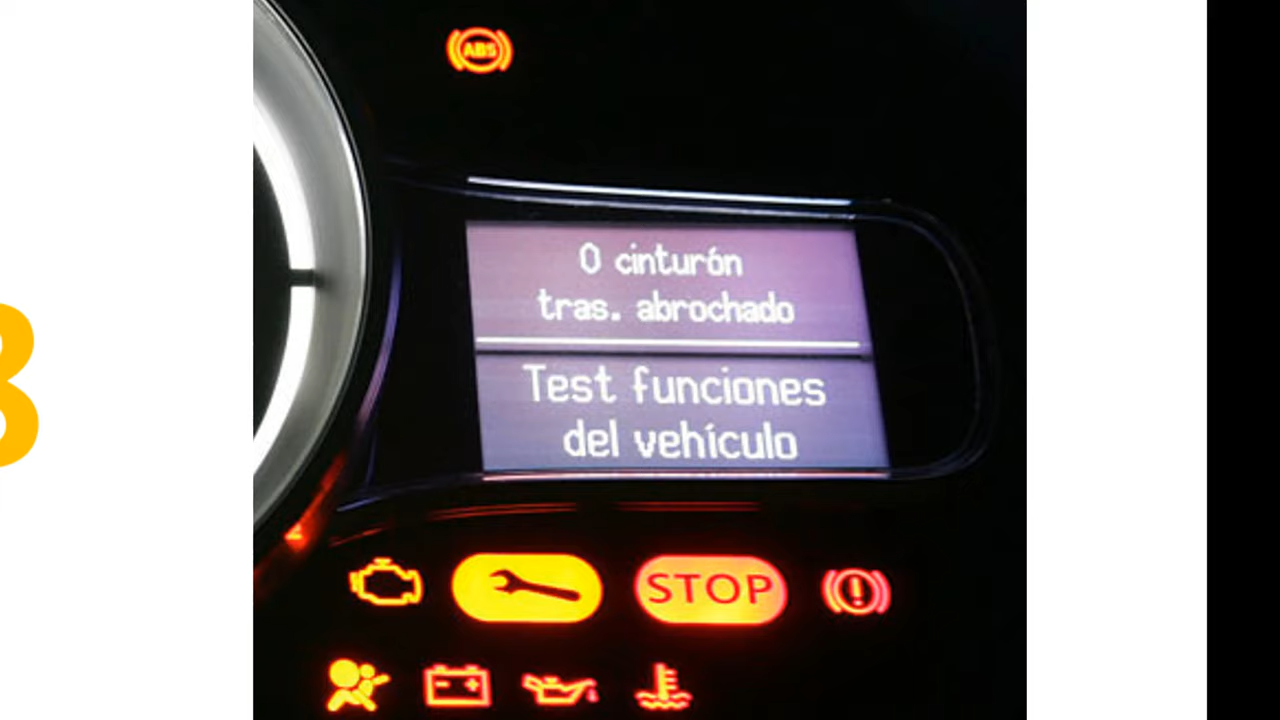 ABS
0 cinturón
tras. abrochado
Test funciones
del vehículo
STOP